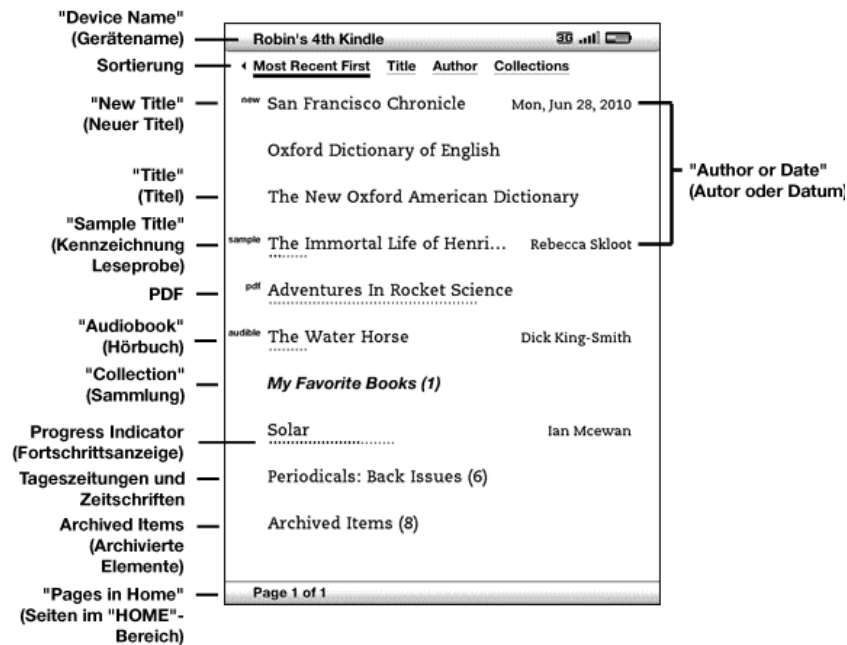 "Device Name"
(Gerätename)
Robin's 4th Kindle
3G
Sortierung
Most Recent First Title Author Collections
"New Title"
(Neuer Titel)
new San Francisco Chronicle Mon, Jun 28, 2010
Oxford Dictionary of English
"Author or Date"
(Autor oder Datum)
"Title"
(Titel)
The New Oxford American Dictionary
"Sample Title"
(Kennzeichnung
Leseprobe)
sample The Immortal Life of Henri... Rebecca Skloot
PDF
pdf Adventures In Rocket Science
"Audiobook"
(Hörbuch)
audible The Water Horse Dick King-Smith
"Collection"
(Sammlung)
My Favorite Books (1)
Progress Indicator
(Fortschrittsanzeige)
Solar Ian Mcewan
Tageszeitungen und
Zeitschriften
Periodicals: Back Issues (6)
Archived Items
(Archivierte
Elemente)
Archived Items (8)
"Pages in Home"
(Seiten im "HOME"-
Bereich)
Page 1 of 1